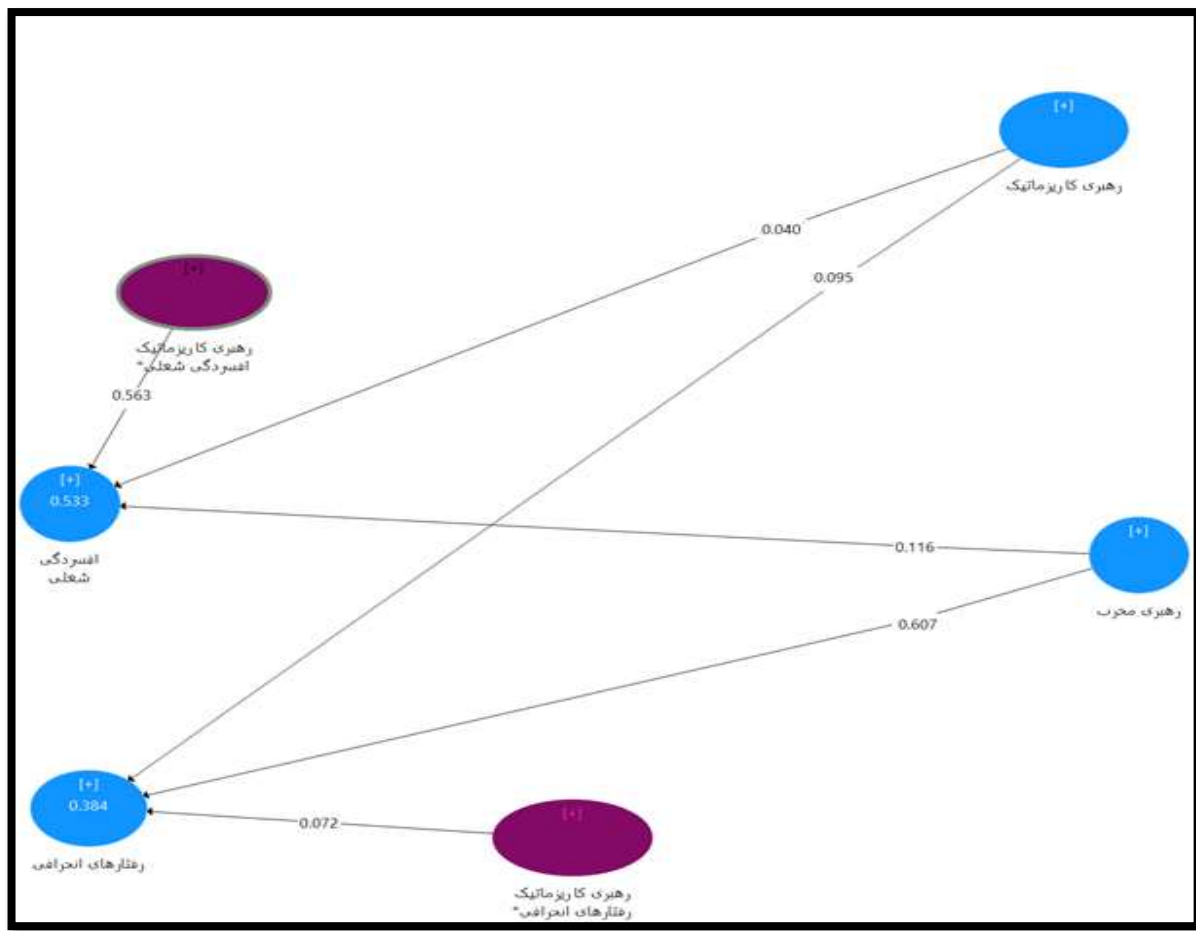 [+]
رهبری کاریزماتیک
0.040
0.095
[+]
رهبری کاریزماتیک
افسردگی شغلی*
0.563
[+]
0.533
افسردگی
شغلی
0.116
[+]
رهبری مخرب
0.607
[+]
0.384
رفتارهای انحرافی
0.072
[+]
رهبری کاریزماتیک
رفتارهای انحرافی*